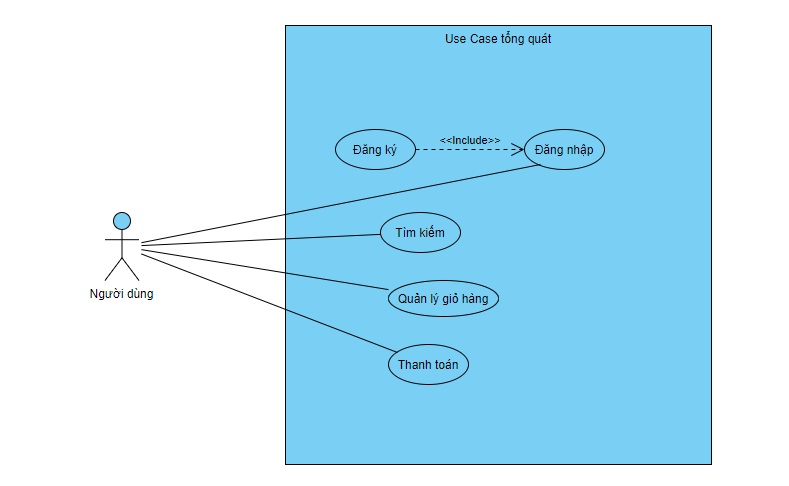 Use Case tổng quát
<<Include>>
Đăng ký
Đăng nhập
Tìm kiếm
Người dùng
Quản lý giỏ hàng
Thanh toán